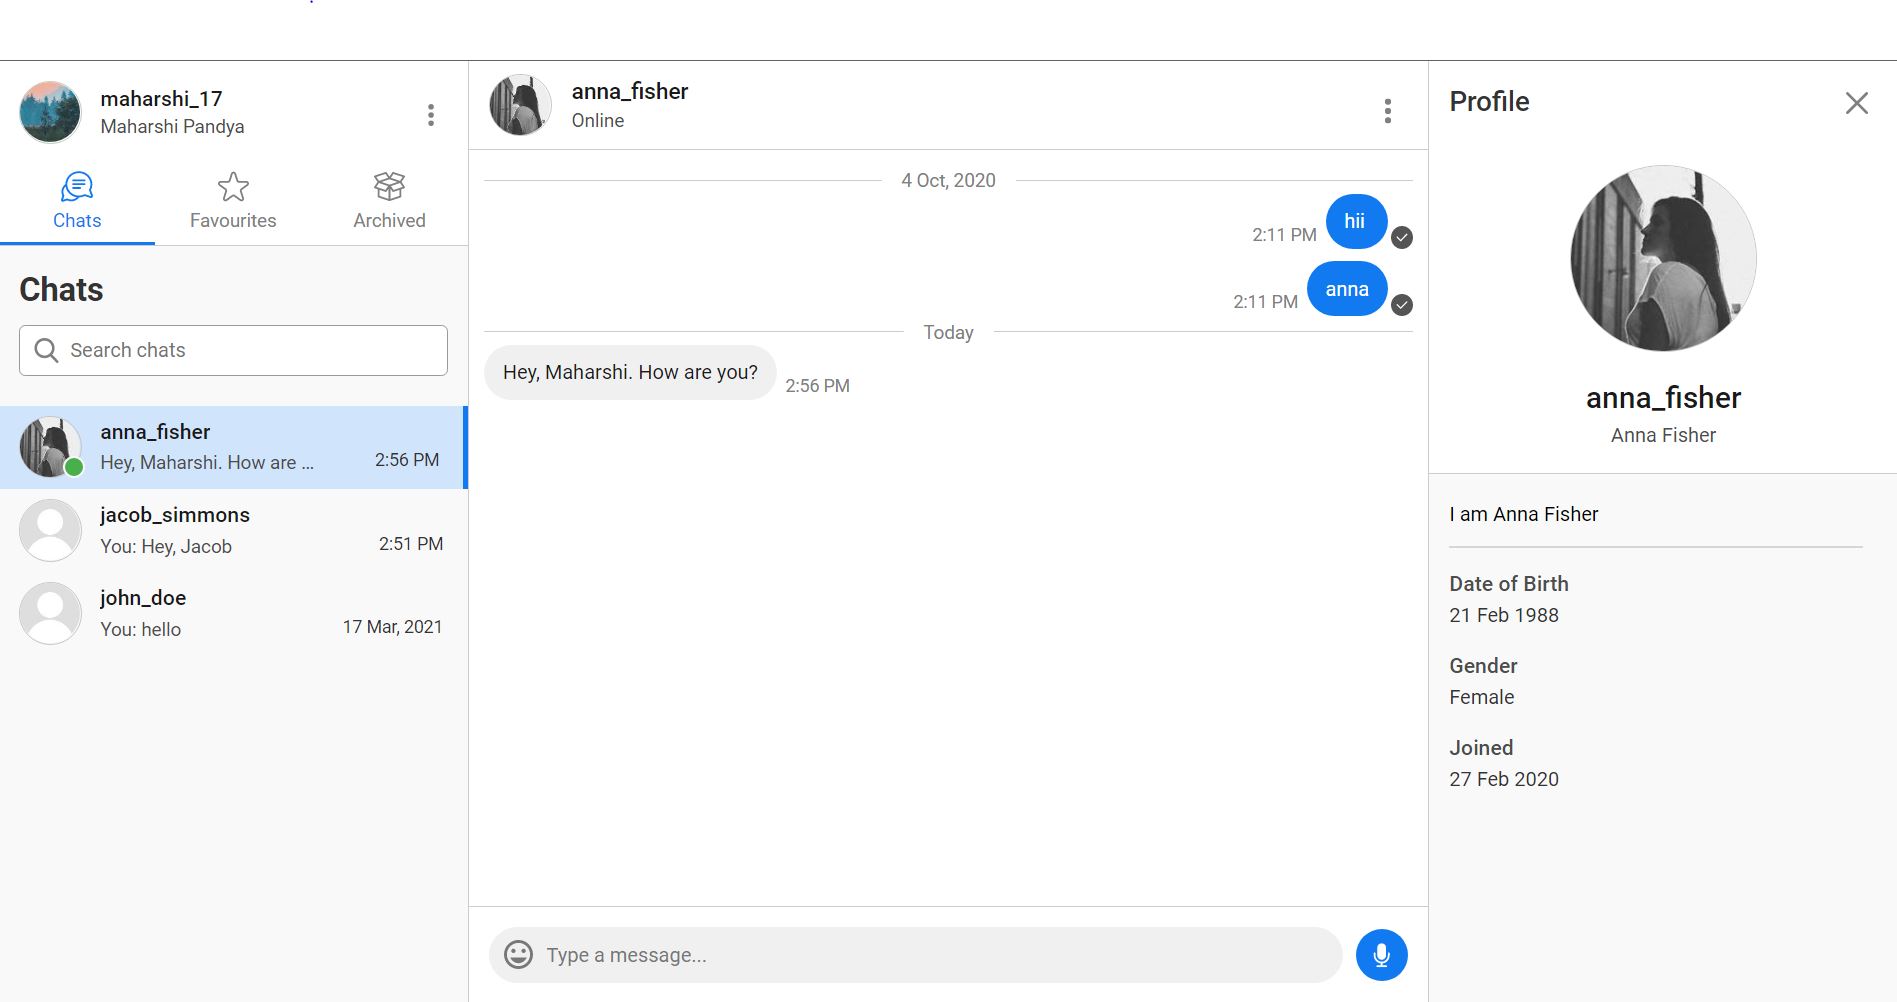 maharshi_17
Maharshi Pandya
Chats
Favourites
Archived
Chats
Search chats
anna_fisher
Hey, Maharshi. How are ...
2:56 PM
jacob_simmons
You: Hey, Jacob
2:51 PM
john_doe
You: hello
17 Mar, 2021
anna_fisher
Online
4 Oct, 2020
2:11 PM
hii
2:11 PM
anna
Today
Hey, Maharshi. How are you?
2:56 PM
Type a message...
Profile
anna_fisher
Anna Fisher
I am Anna Fisher
Date of Birth
21 Feb 1988
Gender
Female
Joined
27 Feb 2020